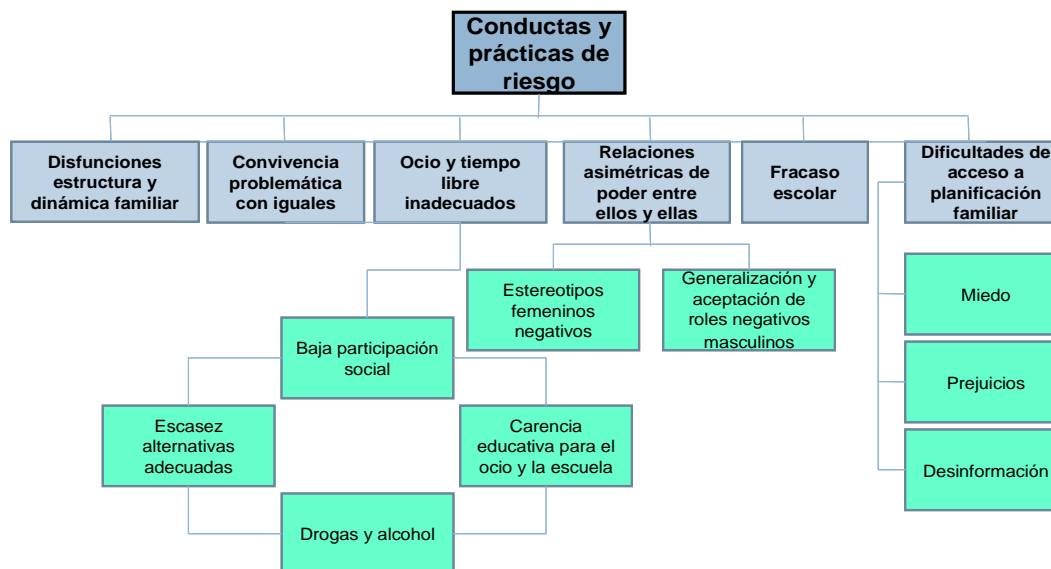 Conductas y
prácticas de
riesgo
Disfunciones
estructura y
dinámica familiar
Convivencia
problemática
con iguales
Ocio y tiempo
libre
inadecuados
Relaciones
asimétricas de
poder entre
ellos y ellas
Fracaso
escolar
Dificultades de
acceso a
planificación
familiar
Estereotipos
femeninos
negativos
Generalización y
aceptación de
roles negativos
masculinos
Miedo
Baja participación
social
Prejuicios
Escasez
alternativas
adecuadas
Carencia
educativa para el
ocio y la escuela
Desinformación
Drogas y alcohol